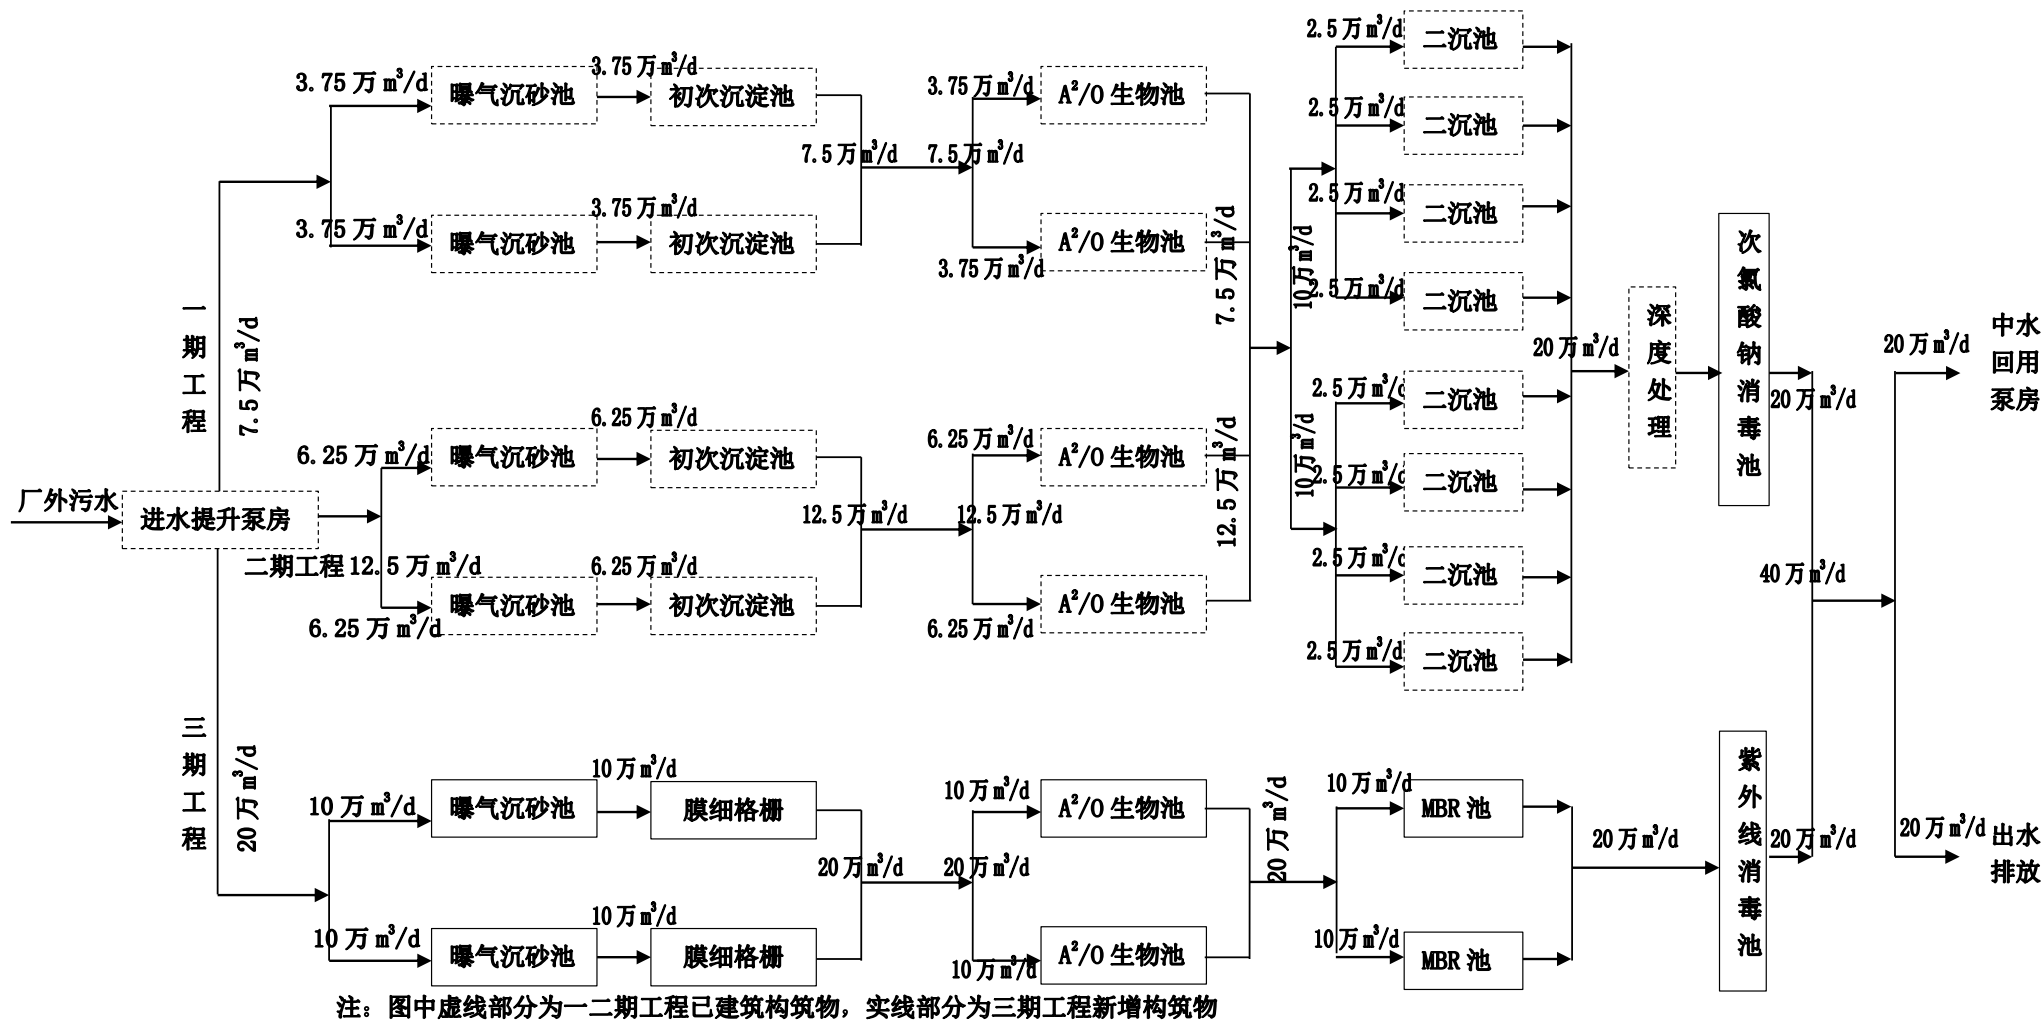 厂外污水
进水提升泵房
一期工程
7.5万m³/d
3.75万m³/d
曝气沉砂池
3.75万m³/d
初次沉淀池
3.75万m³/d
曝气沉砂池
3.75万m³/d
初次沉淀池
7.5万m³/d
7.5万m³/d
3.75万m³/d
A²/O生物池
3.75万m³/d
A²/O生物池
7.5万m³/d
二期工程12.5万m³/d
6.25万m³/d
曝气沉砂池
6.25万m³/d
初次沉淀池
6.25万m³/d
曝气沉砂池
6.25万m³/d
初次沉淀池
12.5万m³/d
12.5万m³/d
6.25万m³/d
A²/O生物池
6.25万m³/d
A²/O生物池
12.5万m³/d
10万m³/d
2.5万m³/d
二沉池
2.5万m³/d
二沉池
2.5万m³/d
二沉池
2.5万m³/d
二沉池
10万m³/d
2.5万m³/d
二沉池
2.5万m³/d
二沉池
2.5万m³/d
二沉池
2.5万m³/d
二沉池
20万m³/d
深度处理
次氯酸钠消毒池
20万m³/d
三期工程
20万m³/d
10万m³/d
曝气沉砂池
10万m³/d
膜细格栅
10万m³/d
曝气沉砂池
10万m³/d
膜细格栅
20万m³/d
20万m³/d
10万m³/d
A²/O生物池
10万m³/d
A²/O生物池
20万m³/d
10万m³/d
MBR池
10万m³/d
MBR池
20万m³/d
紫外线消毒池
20万m³/d
40万m³/d
20万m³/d
中水
回用
泵房
20万m³/d
出水
排放
注：图中虚线部分为一二期工程已建筑构筑物，实线部分为三期工程新增构筑物